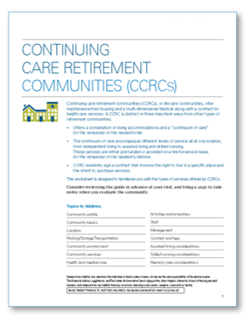 CONTINUING
CARE RETIREMENT
COMMUNITIES (CCRCs)
Continuing care retirement communities (CCRCs), or life care communities, offer
maintenance-free housing and a multi-dimensional lifestyle along with a contract for
health care services. A CCRC is distinct in three important ways from other types of
retirement communities:
• Offers a combination of living accommodations and a "continuum of care"
for the remainder of the resident's life.
• The continuum of care encompasses different levels of service all at one location,
from independent living to assisted living and skilled nursing.
These services are either pre-funded or provided on a fee-for-service basis,
for the remainder of the resident's lifetime.
• CCRC residents sign a contract that involves the right to live in a specific place and
the intent to purchase services.
This worksheet is designed to familiarize you with the types of services offered by CCRCs.
Consider reviewing the guide in advance of your visit, and bring a copy to take
notes when you evaluate the community.
Topics to Address:
Community profile
Activities and amenities
Community basics
Staff
Location
Management
Parking/Storage/Transportation
Contract and fees
Community environment
Assisted living considerations
Community services
Skilled nursing considerations
Health and medical care
Memory care considerations
1